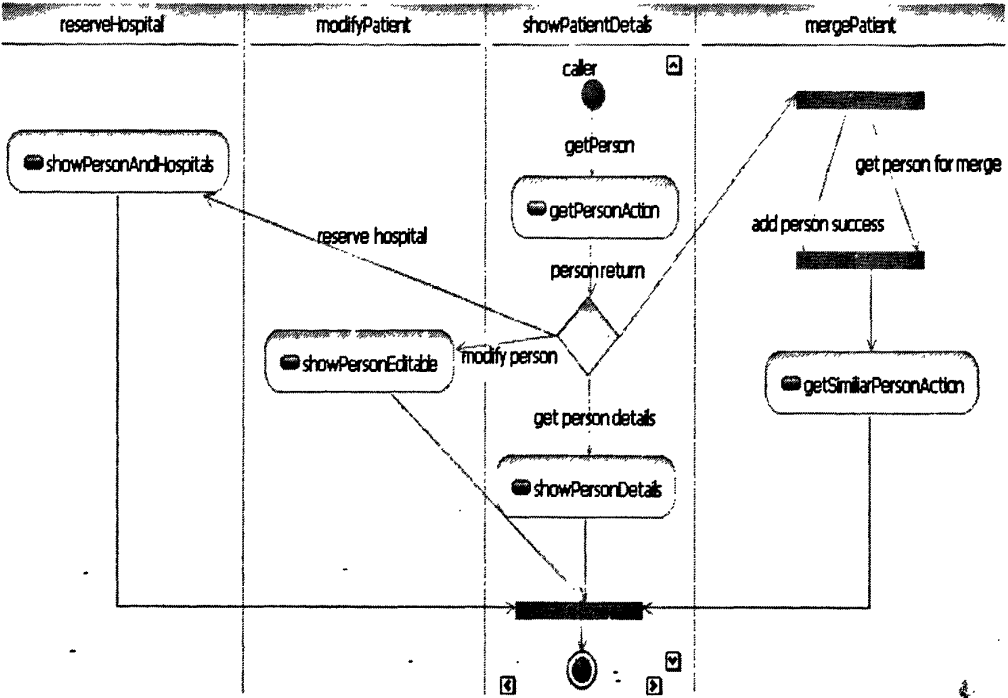 reserveHospital
modifyPatient
showPatientDetails
mergePatient
caller
getPerson
showPersonAndHospitals
get person for merge
getPersonAction
add person success
reserve hospital
person return
modify person
showPersonEditable
getSimilarPersonAction
get person details
showPersonDetails